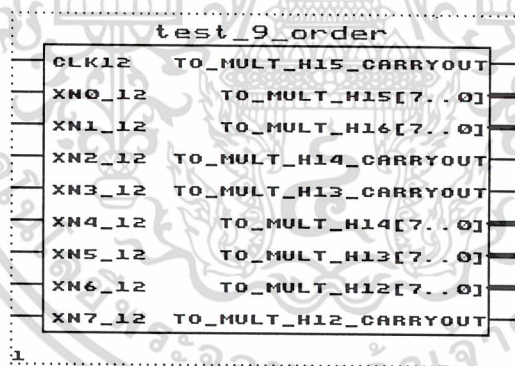 test_9_order
CLK12 TO_MULT_H15_CARRYOUT
XN0_12 TO_MULT_H15[7..0]
XN1_12 TO_MULT_H16[7..0]
XN2_12 TO_MULT_H14_CARRYOUT
XN3_12 TO_MULT_H13_CARRYOUT
XN4_12 TO_MULT_H14[7..0]
XN5_12 TO_MULT_H13[7..0]
XN6_12 TO_MULT_H12[7..0]
XN7_12 TO_MULT_H12_CARRYOUT
1